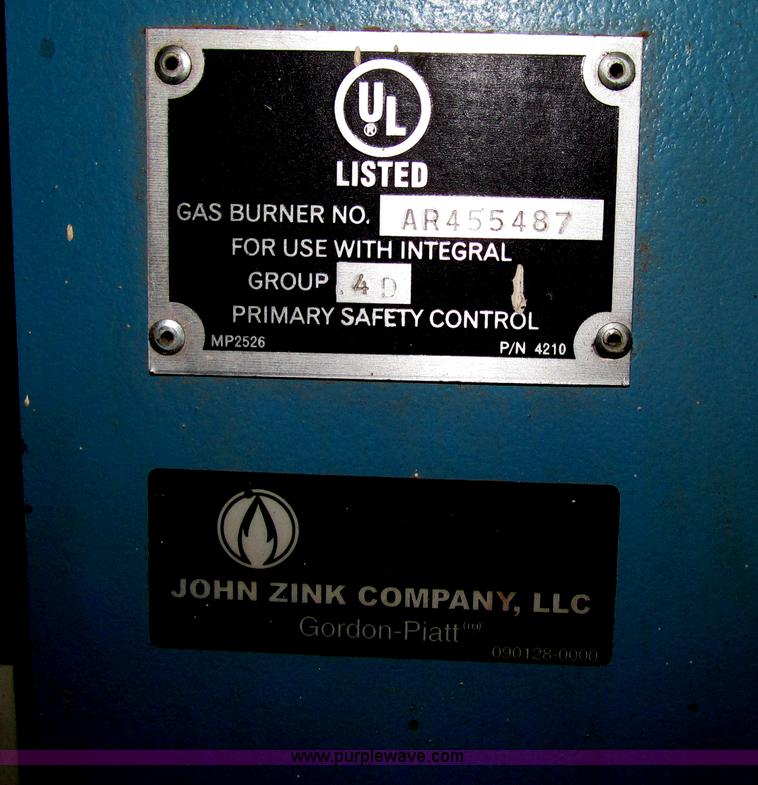 UL
®
LISTED
GAS BURNER NO. AR455487
FOR USE WITH INTEGRAL
GROUP 4D
PRIMARY SAFETY CONTROL
MP2526 P/N 4210
JOHN ZINK COMPANY, LLC
Gordon-Piatt (tm)
090128-0000
www.purplewave.com